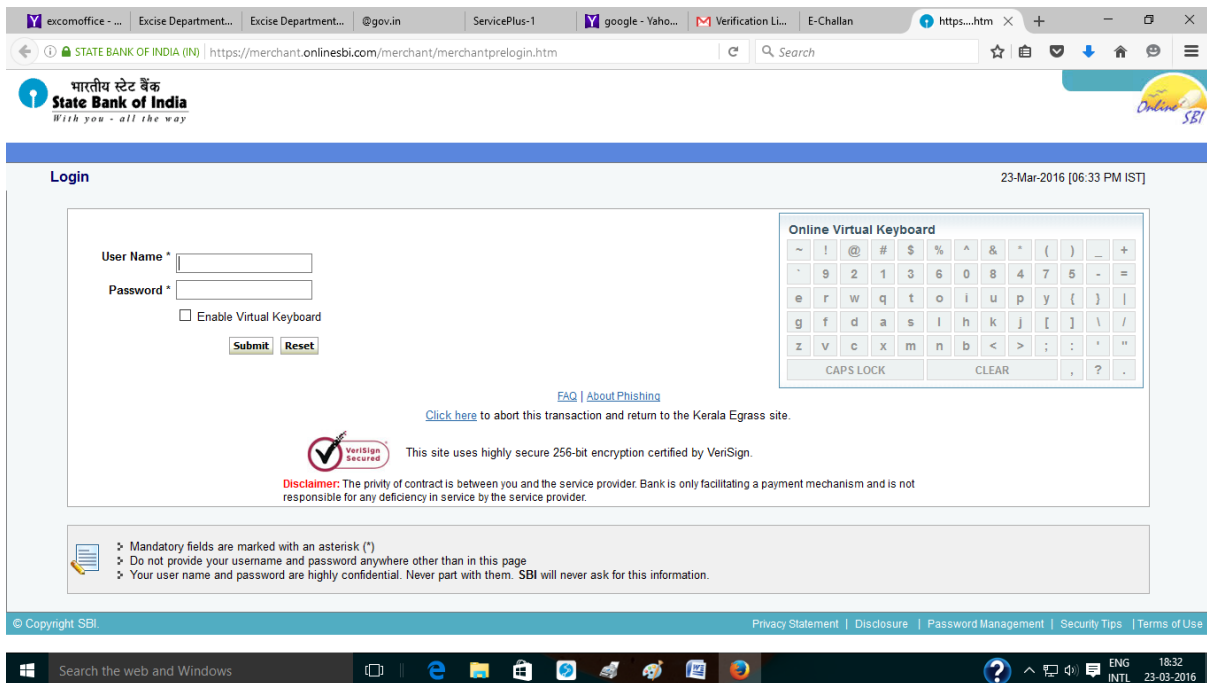 excomoffice - ... Excise Department... Excise Department... @gov.in ServicePlus-1 google - Yaho... Verification Li... E-Challan https....htm
STATE BANK OF INDIA (IN) https://merchant.onlinesbi.com/merchant/merchantprelogin.htm Search
भारतीय स्टेट बैंक
State Bank of India
With you - all the way
Online SBI
Login 23-Mar-2016 [06:33 PM IST]
Online Virtual Keyboard
~ ! @ # $ % ^ & * ( ) _ +
` 9 2 1 3 6 0 8 4 7 5 - =
e r w q t o i u p y { } |
g f d a s l h k j [ ] \ /
z v c x m n b < > ; : ' "
CAPS LOCK CLEAR , ? .
User Name *
Password *
Enable Virtual Keyboard
Submit Reset
FAQ | About Phishing
Click here to abort this transaction and return to the Kerala Egrass site.
VeriSign Secured
This site uses highly secure 256-bit encryption certified by VeriSign.
Disclaimer: The privity of contract is between you and the service provider. Bank is only facilitating a payment mechanism and is not
responsible for any deficiency in service by the service provider.
Mandatory fields are marked with an asterisk (*)
Do not provide your username and password anywhere other than in this page
Your user name and password are highly confidential. Never part with them. SBI will never ask for this information.
© Copyright SBI. Privacy Statement | Disclosure | Password Management | Security Tips | Terms of Use
Search the web and Windows ENG 18:32
INTL 23-03-2016